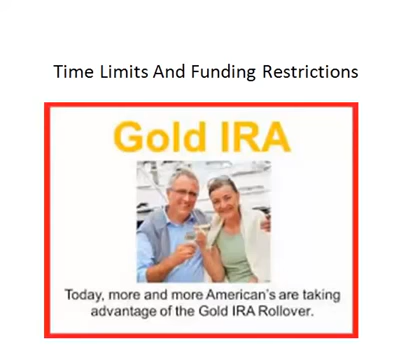 Time Limits And Funding Restrictions
Gold IRA
Today, more and more American's are taking
advantage of the Gold IRA Rollover.